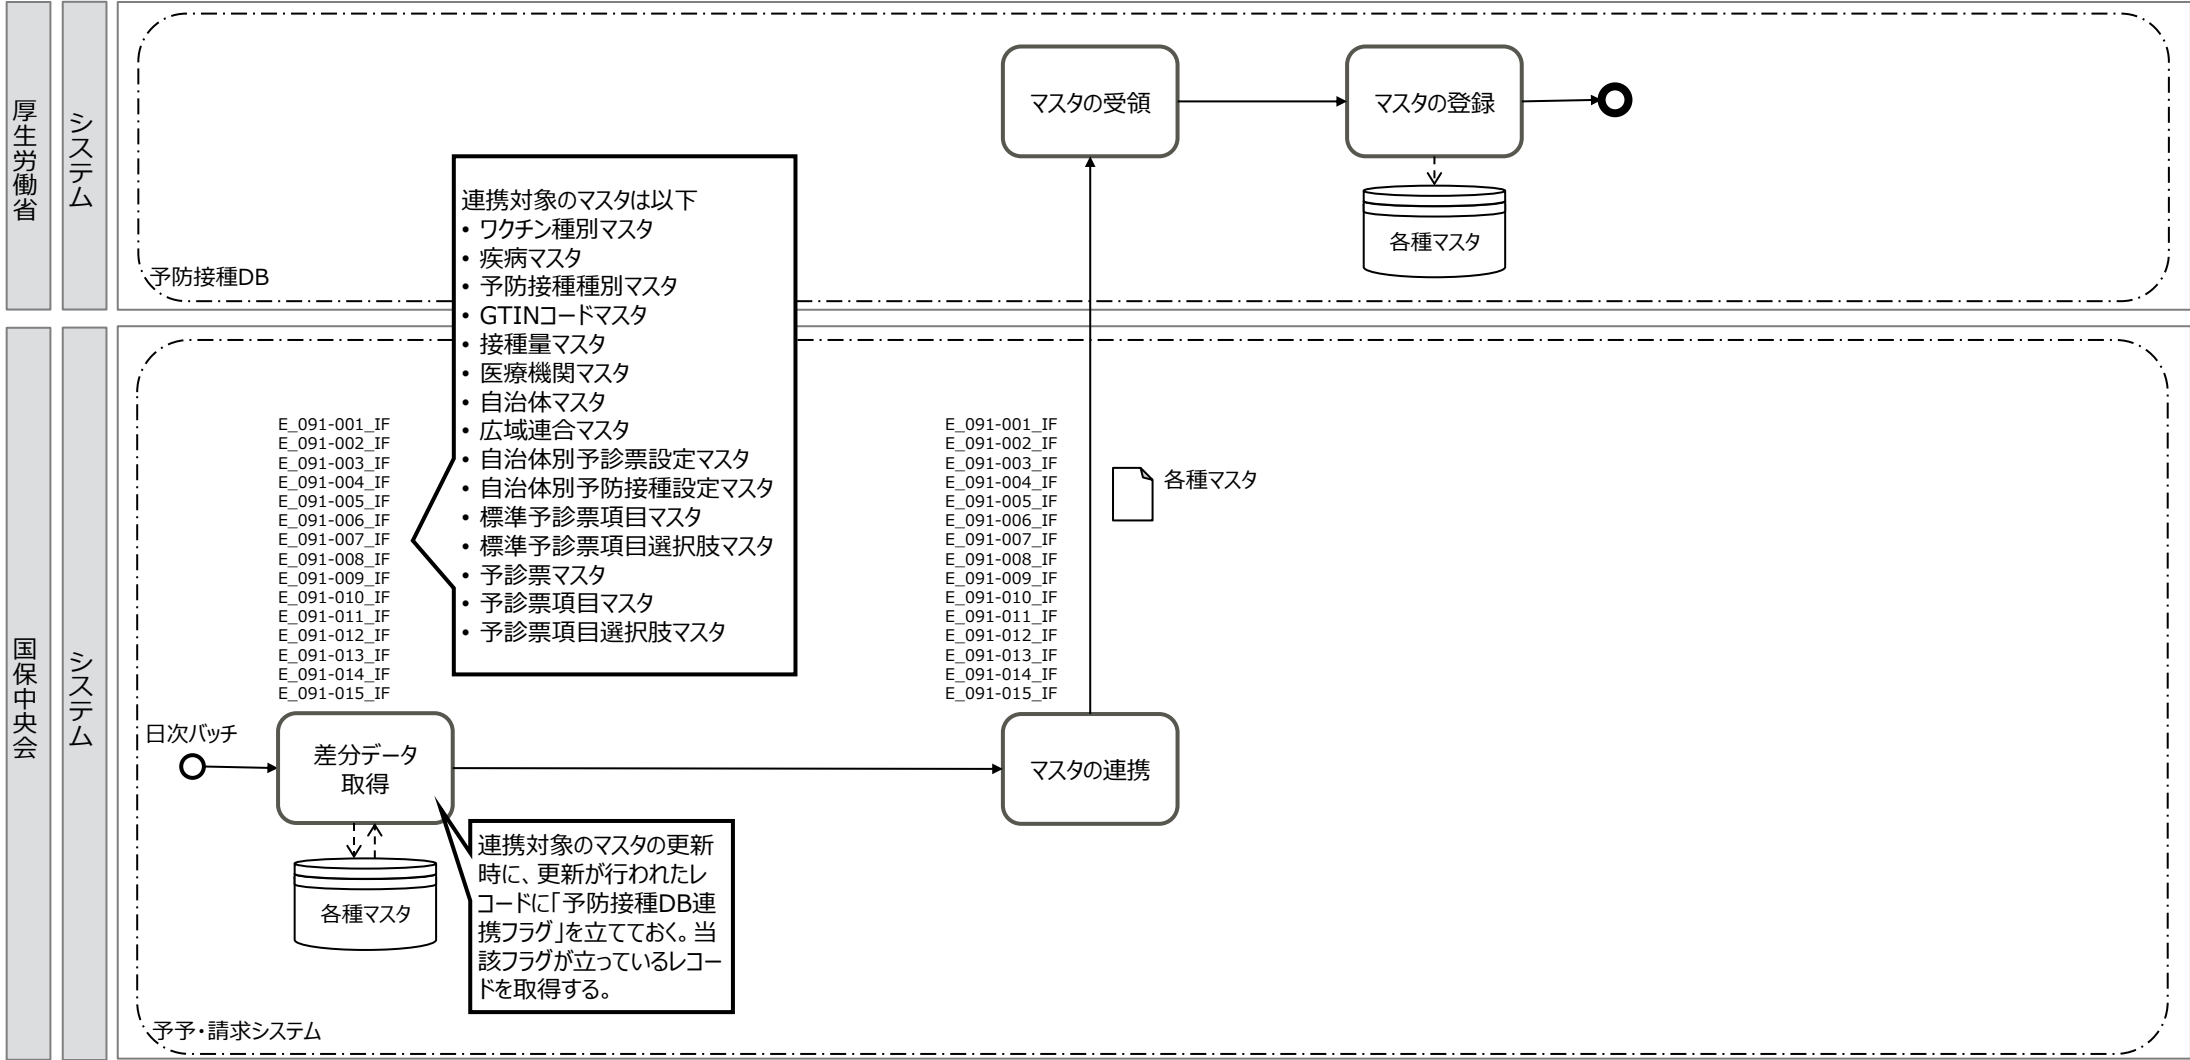 厚生労働省
システム
マスタの受領
マスタの登録
各種マスタ
予防接種DB
連携対象のマスタは以下
• ワクチン種別マスタ
• 疾病マスタ
• 予防接種種別マスタ
• GTINコードマスタ
• 接種量マスタ
• 医療機関マスタ
• 自治体マスタ
• 広域連合マスタ
• 自治体別予診票設定マスタ
• 自治体別予防接種設定マスタ
• 標準予診票項目マスタ
• 標準予診票項目選択肢マスタ
• 予診票マスタ
• 予診票項目マスタ
• 予診票項目選択肢マスタ
国保中央会
システム
E_091-001_IF
E_091-002_IF
E_091-003_IF
E_091-004_IF
E_091-005_IF
E_091-006_IF
E_091-007_IF
E_091-008_IF
E_091-009_IF
E_091-010_IF
E_091-011_IF
E_091-012_IF
E_091-013_IF
E_091-014_IF
E_091-015_IF
E_091-001_IF
E_091-002_IF
E_091-003_IF
E_091-004_IF
E_091-005_IF
E_091-006_IF
E_091-007_IF
E_091-008_IF
E_091-009_IF
E_091-010_IF
E_091-011_IF
E_091-012_IF
E_091-013_IF
E_091-014_IF
E_091-015_IF
各種マスタ
日次バッチ
差分データ
取得
マスタの連携
各種マスタ
連携対象のマスタの更新
時に、更新が行われたレ
コードに「予防接種DB連
携フラグ」を立てておく。当
該フラグが立っているレコー
ドを取得する。
予予・請求システム